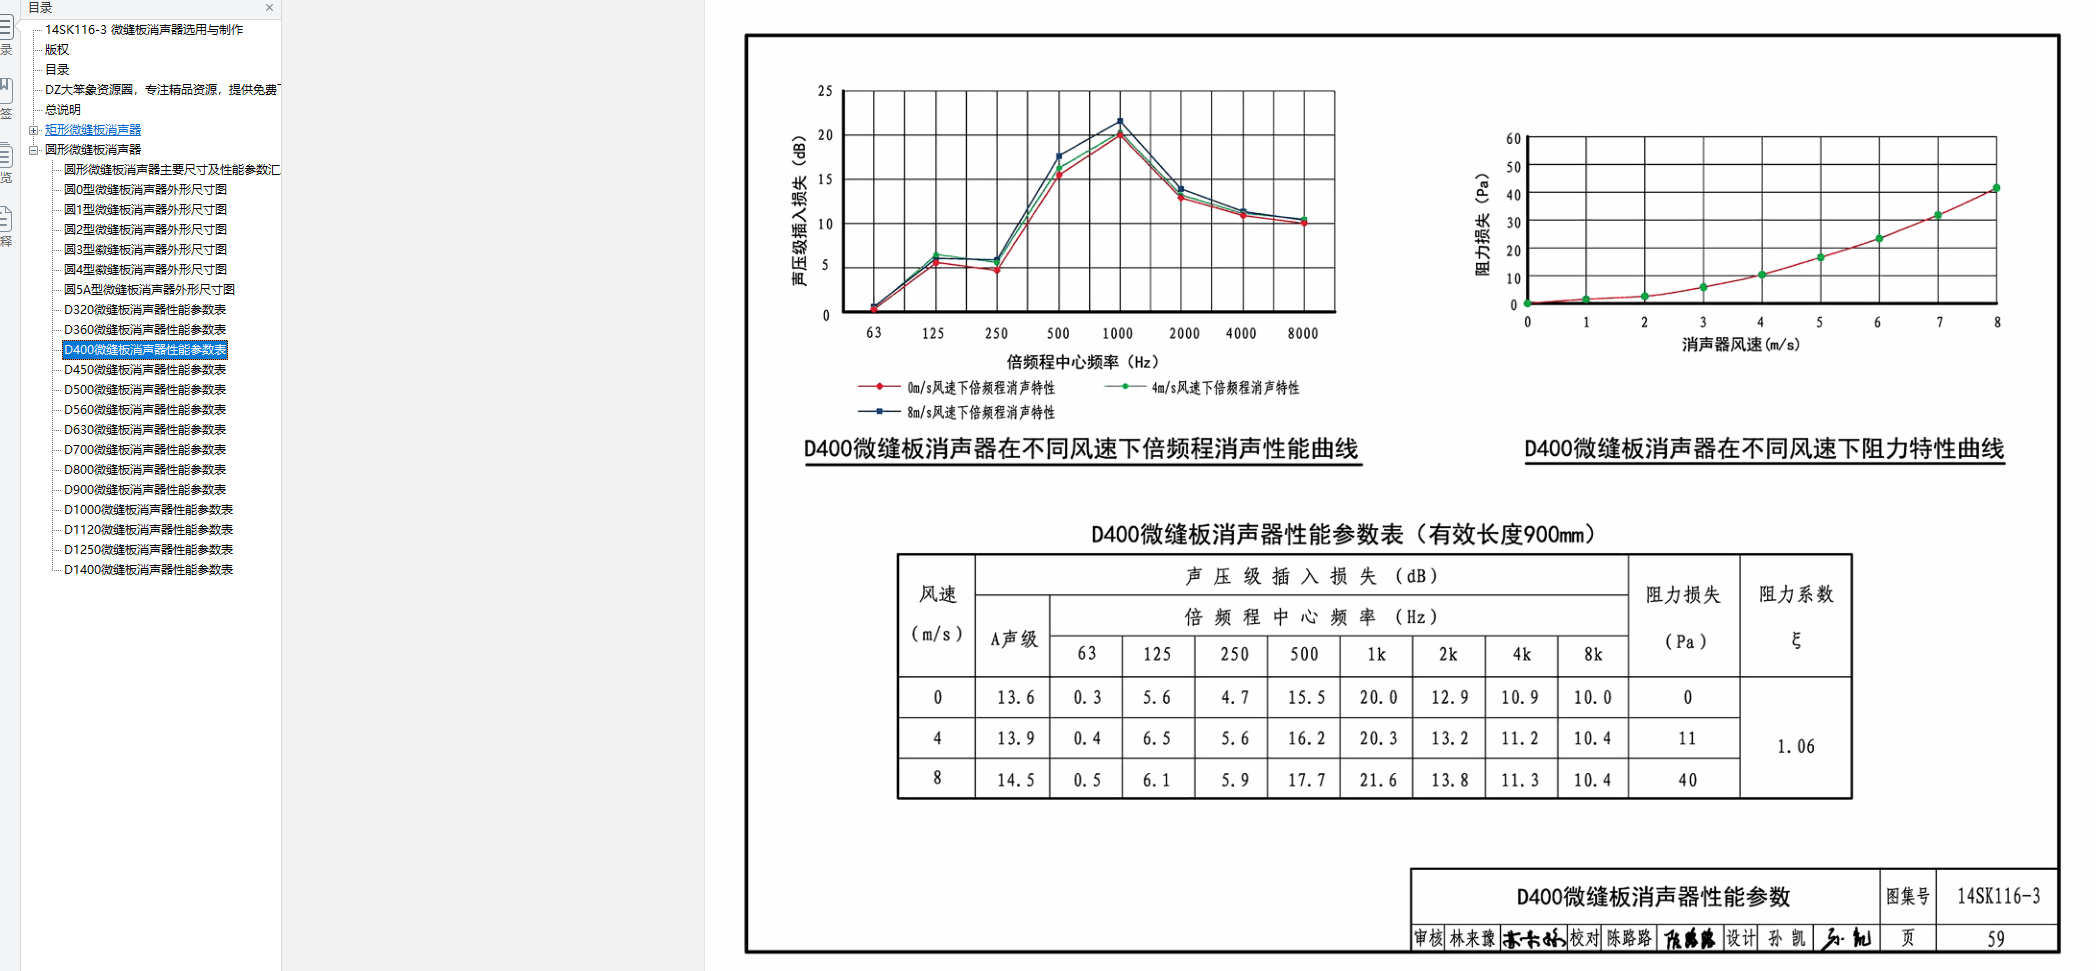 目录
14SK116-3 微缝板消声器选用与制作
版权
目录
DZ大笨象资源圈，专注精品资源，提供免费
总说明
矩形微缝板消声器
圆形微缝板消声器
圆形微缝板消声器主要尺寸及性能参数汇
圆0型微缝板消声器外形尺寸图
圆1型微缝板消声器外形尺寸图
圆2型微缝板消声器外形尺寸图
圆3型微缝板消声器外形尺寸图
圆4型微缝板消声器外形尺寸图
圆5A型微缝板消声器外形尺寸图
D320微缝板消声器性能参数表
D360微缝板消声器性能参数表
D400微缝板消声器性能参数表
D450微缝板消声器性能参数表
D500微缝板消声器性能参数表
D560微缝板消声器性能参数表
D630微缝板消声器性能参数表
D700微缝板消声器性能参数表
D800微缝板消声器性能参数表
D900微缝板消声器性能参数表
D1000微缝板消声器性能参数表
D1120微缝板消声器性能参数表
D1250微缝板消声器性能参数表
D1400微缝板消声器性能参数表
录
签
览
释
声压级插入损失（dB）
25
20
15
10
5
0
63 125 250 500 1000 2000 4000 8000
倍频程中心频率（Hz）
0m/s风速下倍频程消声特性 4m/s风速下倍频程消声特性
8m/s风速下倍频程消声特性
D400微缝板消声器在不同风速下倍频程消声性能曲线
阻力损失（Pa）
60
50
40
30
20
10
0
0 1 2 3 4 5 6 7 8
消声器风速(m/s)
D400微缝板消声器在不同风速下阻力特性曲线
D400微缝板消声器性能参数表（有效长度900mm）
风速 (m/s) 声压级插入损失 (dB) 阻力损失 (Pa) 阻力系数 ξ
A声级 倍频程中心频率 (Hz)
63 125 250 500 1k 2k 4k 8k
0 13.6 0.3 5.6 4.7 15.5 20.0 12.9 10.9 10.0 0 1.06
4 13.9 0.4 6.5 5.6 16.2 20.3 13.2 11.2 10.4 11
8 14.5 0.5 6.1 5.9 17.7 21.6 13.8 11.3 10.4 40
D400微缝板消声器性能参数 图集号 14SK116-3
审核 林来豫 校对 陈路路 陈路路 设计 孙凯 孙凯 页 59